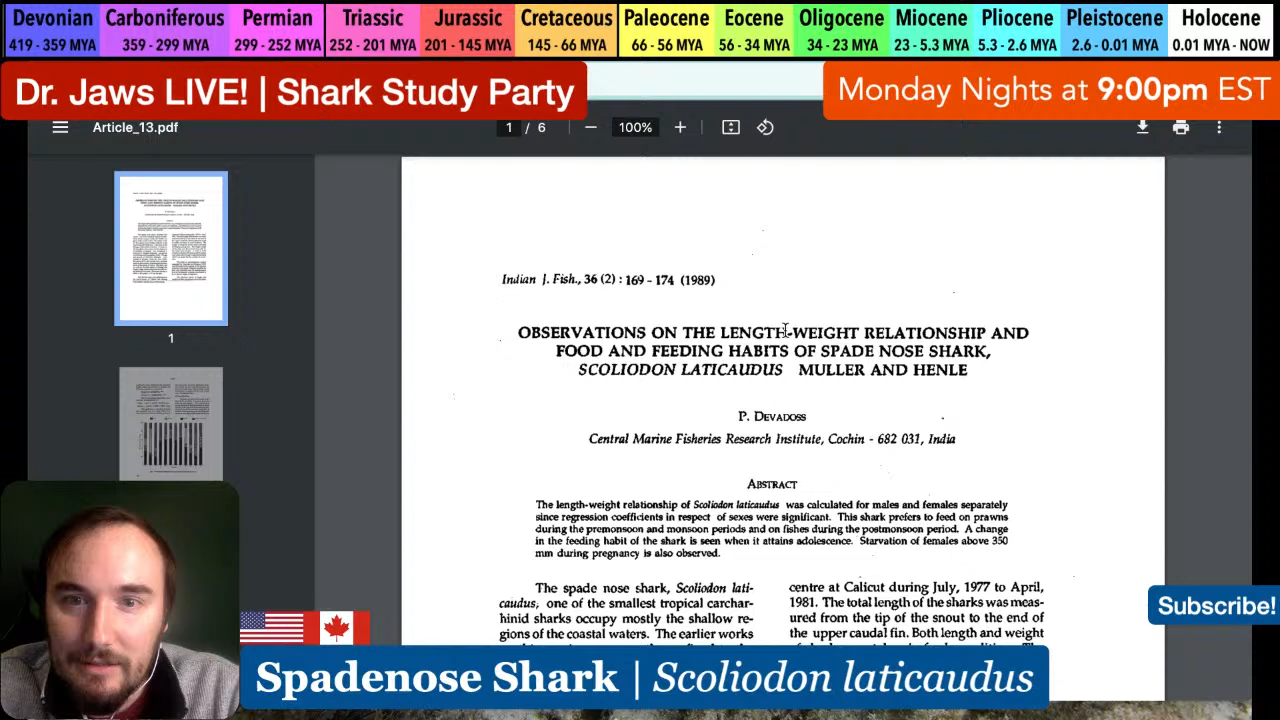 Devonian Carboniferous Permian Triassic Jurassic Cretaceous Paleocene Eocene Oligocene Miocene Pliocene Pleistocene Holocene
419 - 359 MYA 359 - 299 MYA 299 - 252 MYA 252 - 201 MYA 201 - 145 MYA 145 - 66 MYA 66 - 56 MYA 56 - 34 MYA 34 - 23 MYA 23 - 5.3 MYA 5.3 - 2.6 MYA 2.6 - 0.01 MYA 0.01 MYA - NOW
Dr. Jaws LIVE! | Shark Study Party
Monday Nights at 9:00pm EST
Article_13.pdf 1 / 6 100%
1
Indian J. Fish., 36 (2) : 169 - 174 (1989)
OBSERVATIONS ON THE LENGTH-WEIGHT RELATIONSHIP AND
FOOD AND FEEDING HABITS OF SPADE NOSE SHARK,
SCOLIODON LATICAUDUS MULLER AND HENLE
P. DEVADOSS
Central Marine Fisheries Research Institute, Cochin - 682 031, India
ABSTRACT
The length-weight relationship of Scoliodon laticaudus was calculated for males and females separately
since regression coefficients in respect of sexes were significant. This shark prefers to feed on prawns
during the premonsoon and monsoon periods and on fishes during the postmonsoon period. A change
in the feeding habit of the shark is seen when it attains adolescence. Starvation of females above 350
mm during pregnancy is also observed.
The spade nose shark, Scoliodon lati-
caudus, one of the smallest tropical carchar-
hinid sharks occupy mostly the shallow re-
gions of the coastal waters. The earlier works
centre at Calicut during July, 1977 to April,
1981. The total length of the sharks was meas-
ured from the tip of the snout to the end of
the upper caudal fin. Both length and weight
Subscribe!
Spadenose Shark | Scoliodon laticaudus